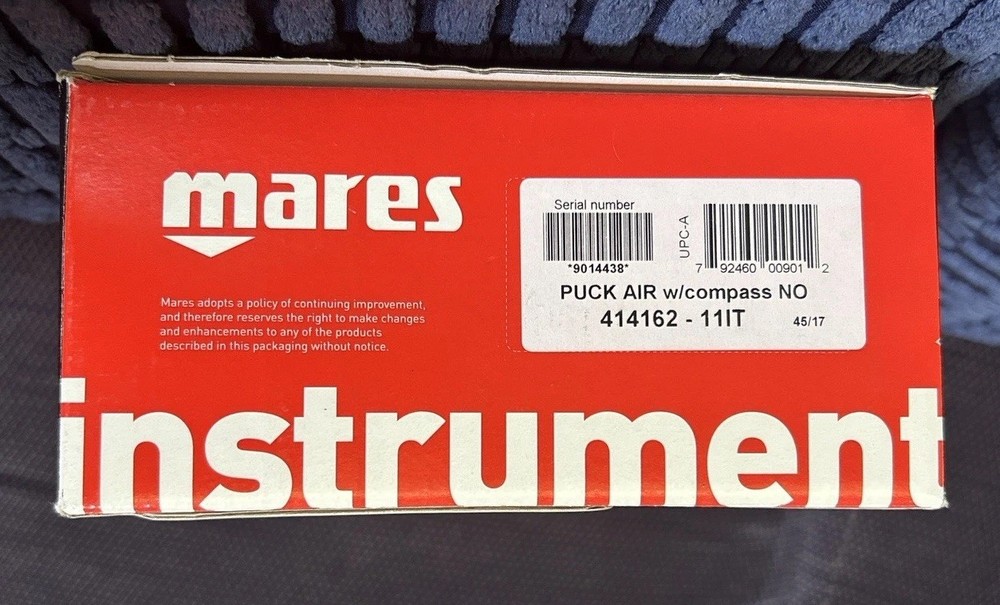 mares
Mares adopts a policy of continuing improvement,
and therefore reserves the right to make changes
and enhancements to any of the products
described in this packaging without notice.
Serial number
*9014438*
UPC-A
7 92460 00901 2
PUCK AIR w/compass NO
414162 - 11IT 45/17
instrument